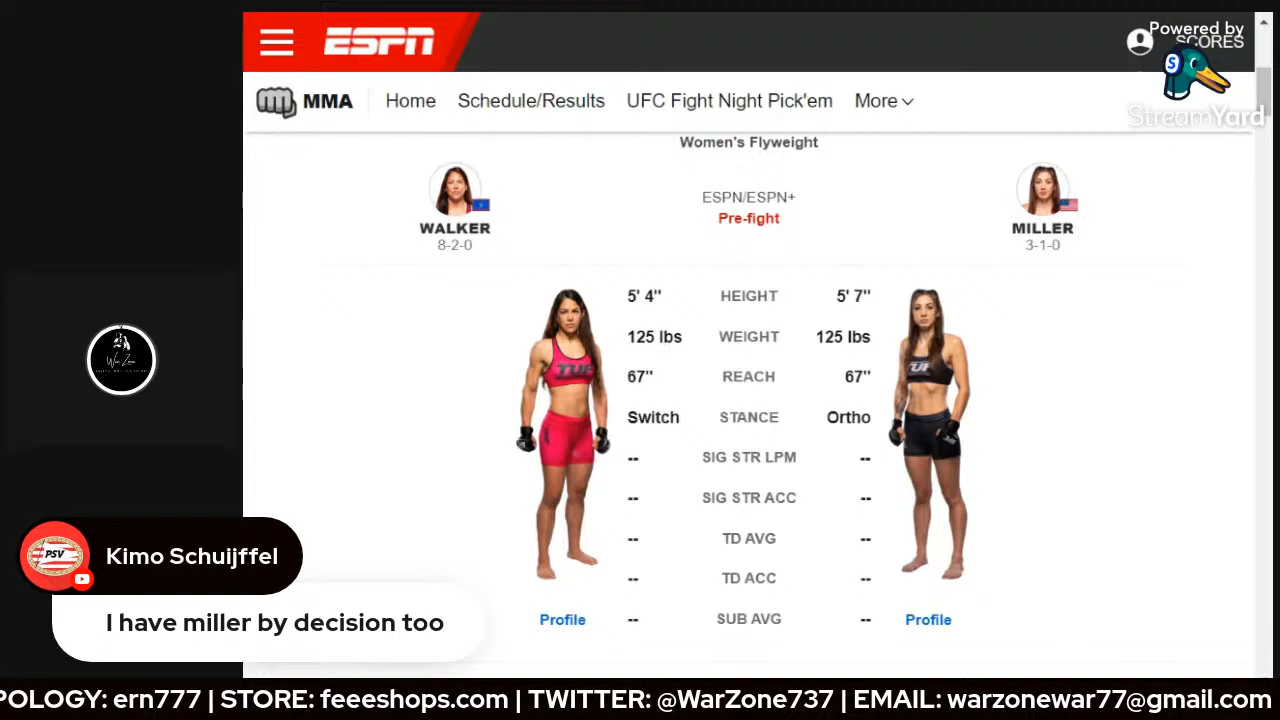 ESPN
SCORES
Powered by
StreamYard
MMA Home Schedule/Results UFC Fight Night Pick'em More
Women's Flyweight
ESPN/ESPN+
Pre-fight
WALKER
8-2-0
MILLER
3-1-0
5' 4" HEIGHT 5' 7"
125 lbs WEIGHT 125 lbs
67" REACH 67"
Switch STANCE Ortho
-- SIG STR LPM --
-- SIG STR ACC --
-- TD AVG --
-- TD ACC --
Profile -- SUB AVG -- Profile
TUF
War Zone
PSV
Kimo Schuijffel
I have miller by decision too
POLOGY: ern777 | STORE: feeeshops.com | TWITTER: @WarZone737 | EMAIL: warzonewar77@gmail.com